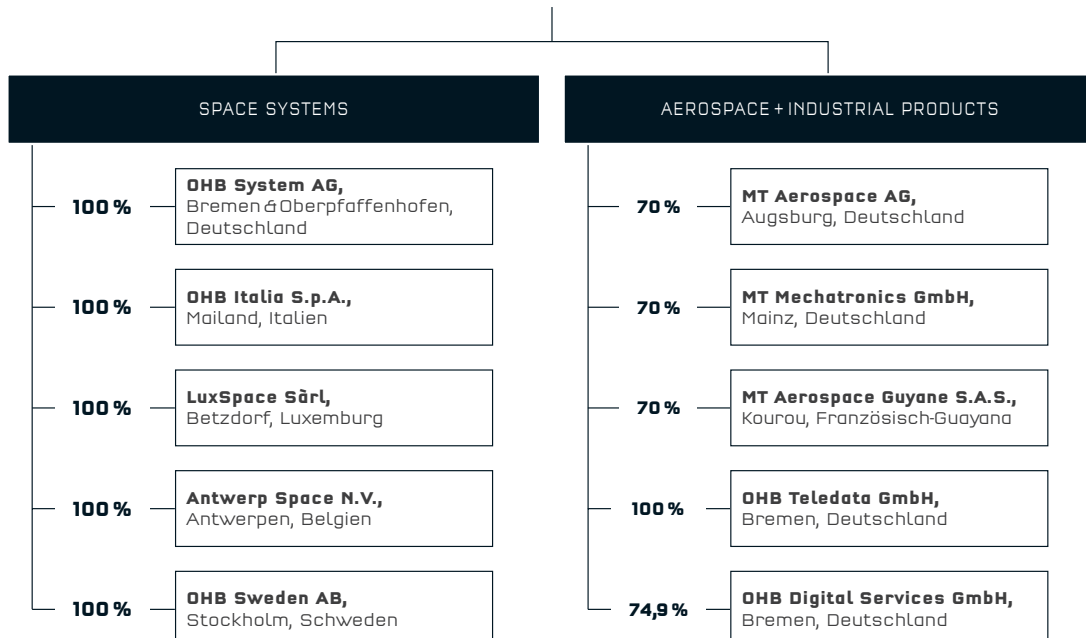 SPACE SYSTEMS
100 %
OHB System AG,
Bremen & Oberpfaffenhofen,
Deutschland
100 %
OHB Italia S.p.A.,
Mailand, Italien
100 %
LuxSpace Sàrl,
Betzdorf, Luxemburg
100 %
Antwerp Space N.V.,
Antwerpen, Belgien
100 %
OHB Sweden AB,
Stockholm, Schweden
AEROSPACE + INDUSTRIAL PRODUCTS
70 %
MT Aerospace AG,
Augsburg, Deutschland
70 %
MT Mechatronics GmbH,
Mainz, Deutschland
70 %
MT Aerospace Guyane S.A.S.,
Kourou, Französisch-Guayana
100 %
OHB Teledata GmbH,
Bremen, Deutschland
74,9 %
OHB Digital Services GmbH,
Bremen, Deutschland